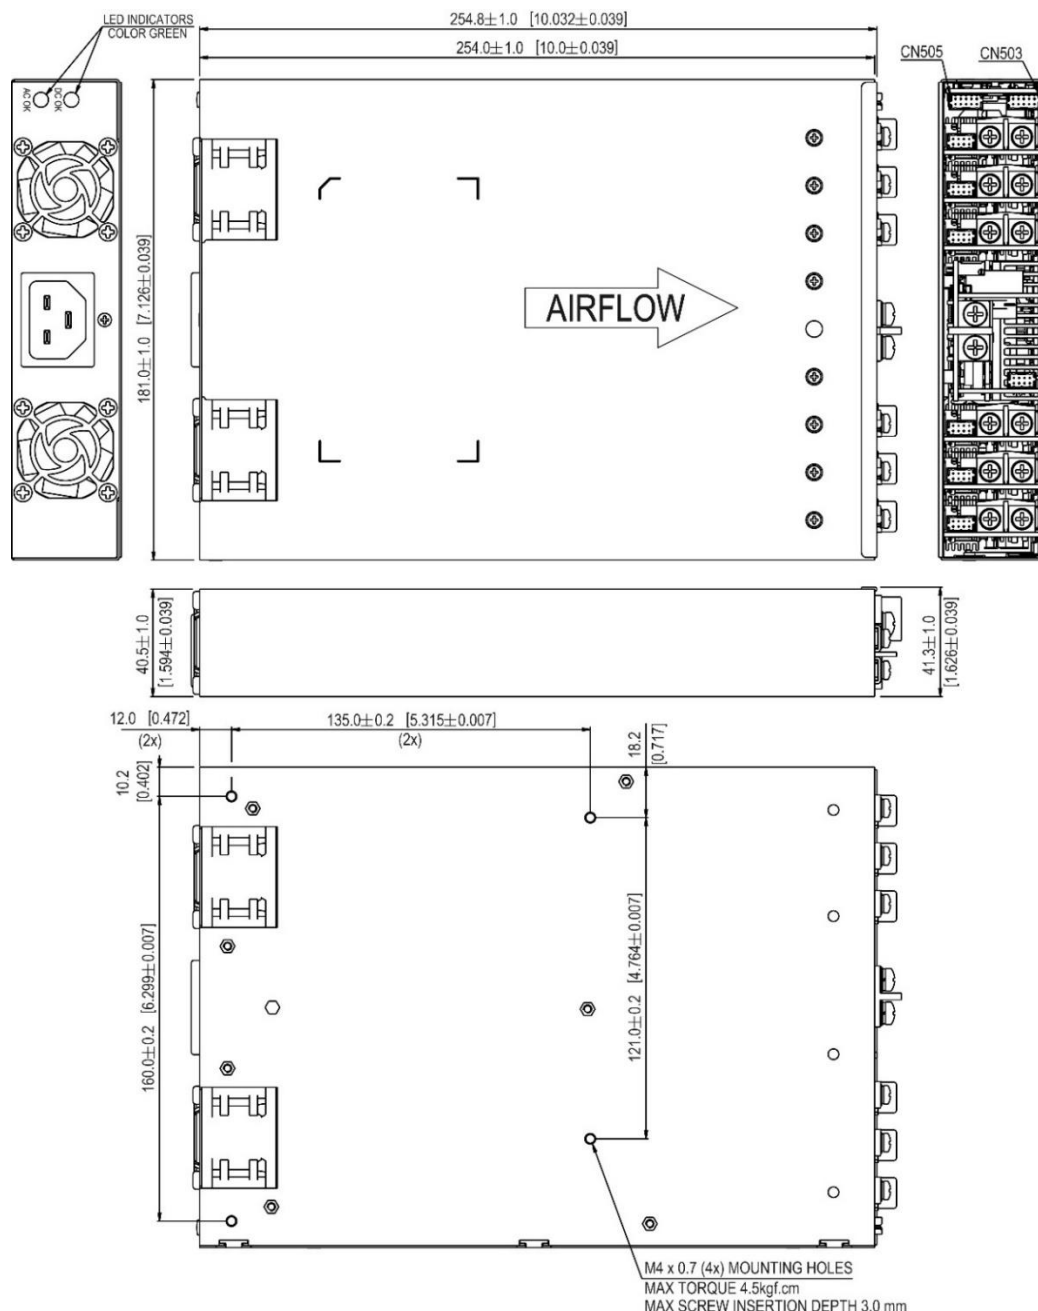 LED INDICATORS
COLOR GREEN
254.8±1.0 [10.032±0.039]
254.0±1.0 [10.0±0.039]
CN505
CN503
AC OK
DC OK
181.0±1.0 [7.126±0.039]
AIRFLOW
40.5±1.0
[1.594±0.039]
41.3±1.0
[1.626±0.039]
12.0 [0.472]
(2x)
135.0±0.2 [5.315±0.007]
(2x)
18.2
[0.717]
10.2
[0.402]
160.0±0.2 [6.299±0.007]
121.0±0.2 [4.764±0.007]
M4 x 0.7 (4x) MOUNTING HOLES
MAX TORQUE 4.5kgf.cm
MAX SCREW INSERTION DEPTH 3.0 mm